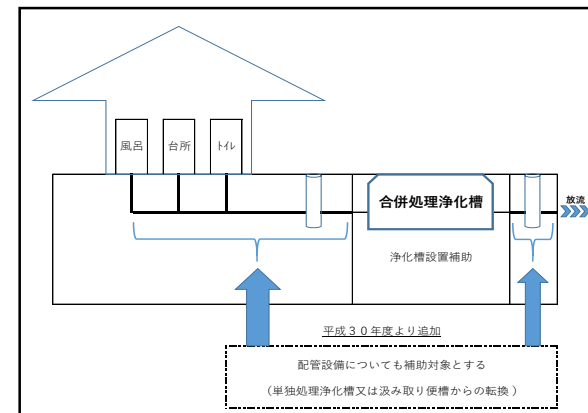 風呂 台所 ﾄｲﾚ
合併処理浄化槽
放流
浄化槽設置補助
平成３０年度より追加
配管設備についても補助対象とする
（単独処理浄化槽又は汲み取り便槽からの転換）